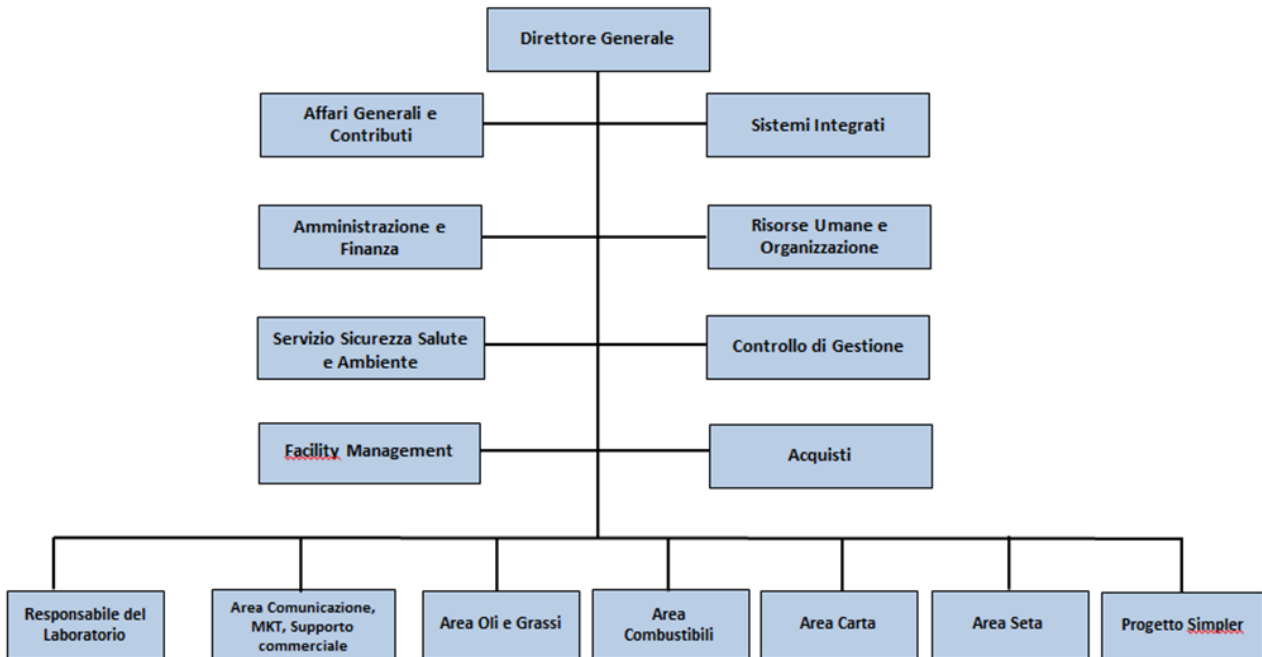 Direttore Generale
Affari Generali e
Contributi
Sistemi Integrati
Amministrazione e
Finanza
Risorse Umane e
Organizzazione
Servizio Sicurezza Salute
e Ambiente
Controllo di Gestione
Facility Management
Acquisti
Responsabile del
Laboratorio
Area Comunicazione,
MKT, Supporto
commerciale
Area Oli e Grassi
Area
Combustibili
Area Carta
Area Seta
Progetto Simpler